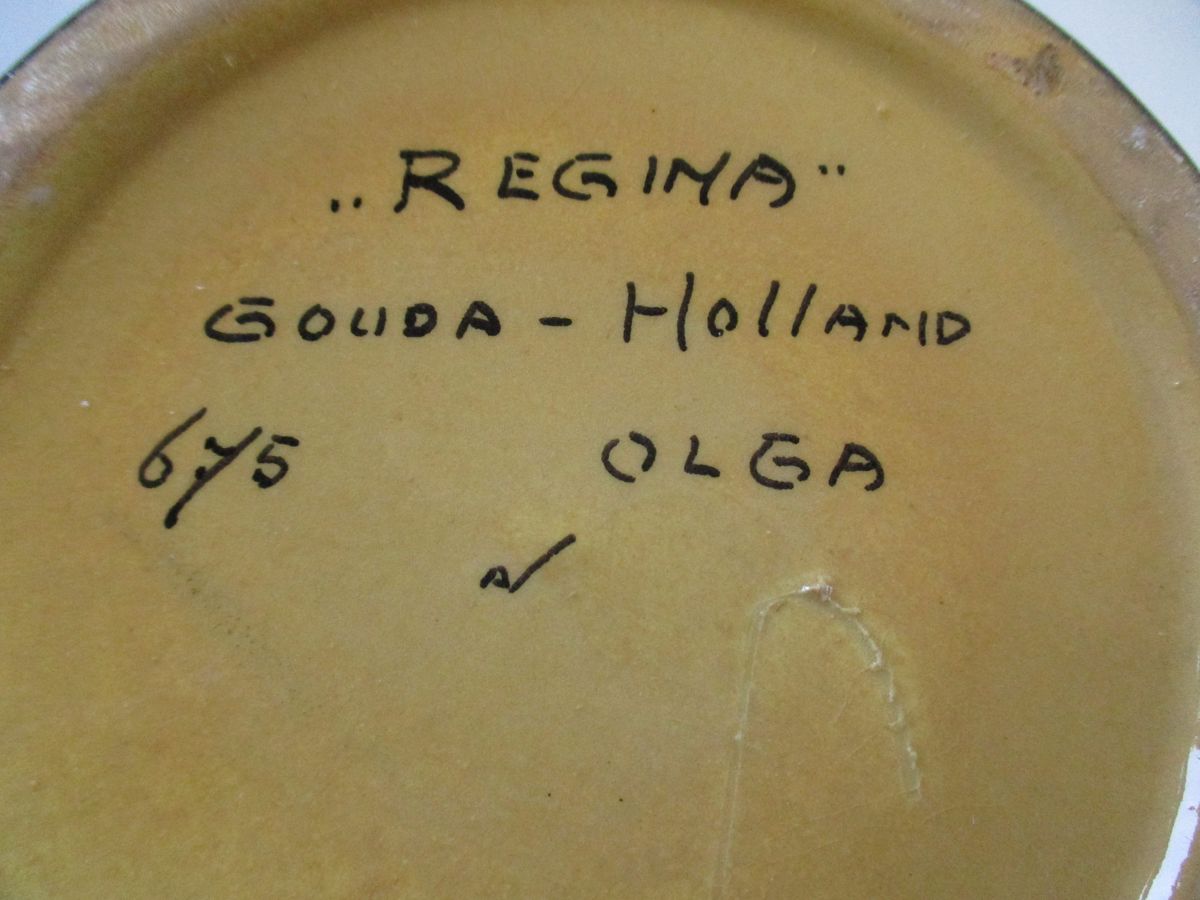 „REGINA"
GOUDA - HOLLAND
675 OLGA